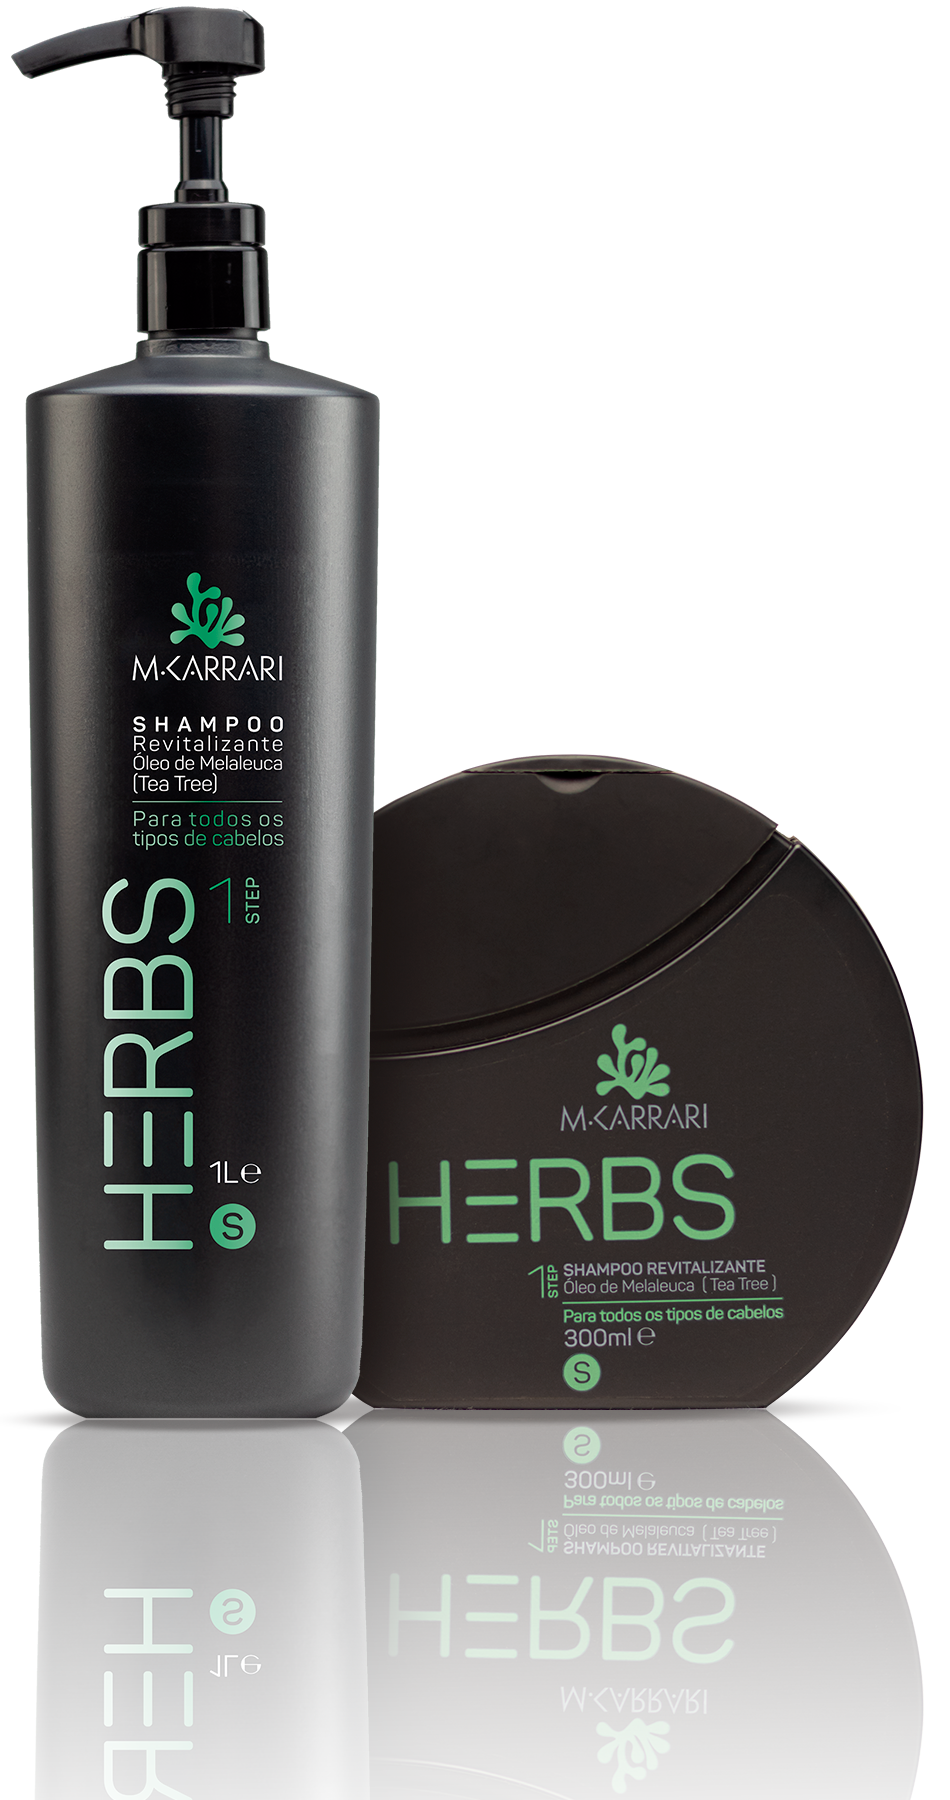 M·CARRARI
SHAMPOO
Revitalizante
Óleo de Melaleuca
(Tea Tree)
Para todos os
tipos de cabelos
1 STEP
HERBS
1L e
S
M·CARRARI
HERBS
1 STEP
SHAMPOO REVITALIZANTE
Óleo de Melaleuca (Tea Tree)
Para todos os tipos de cabelos
300ml e
S